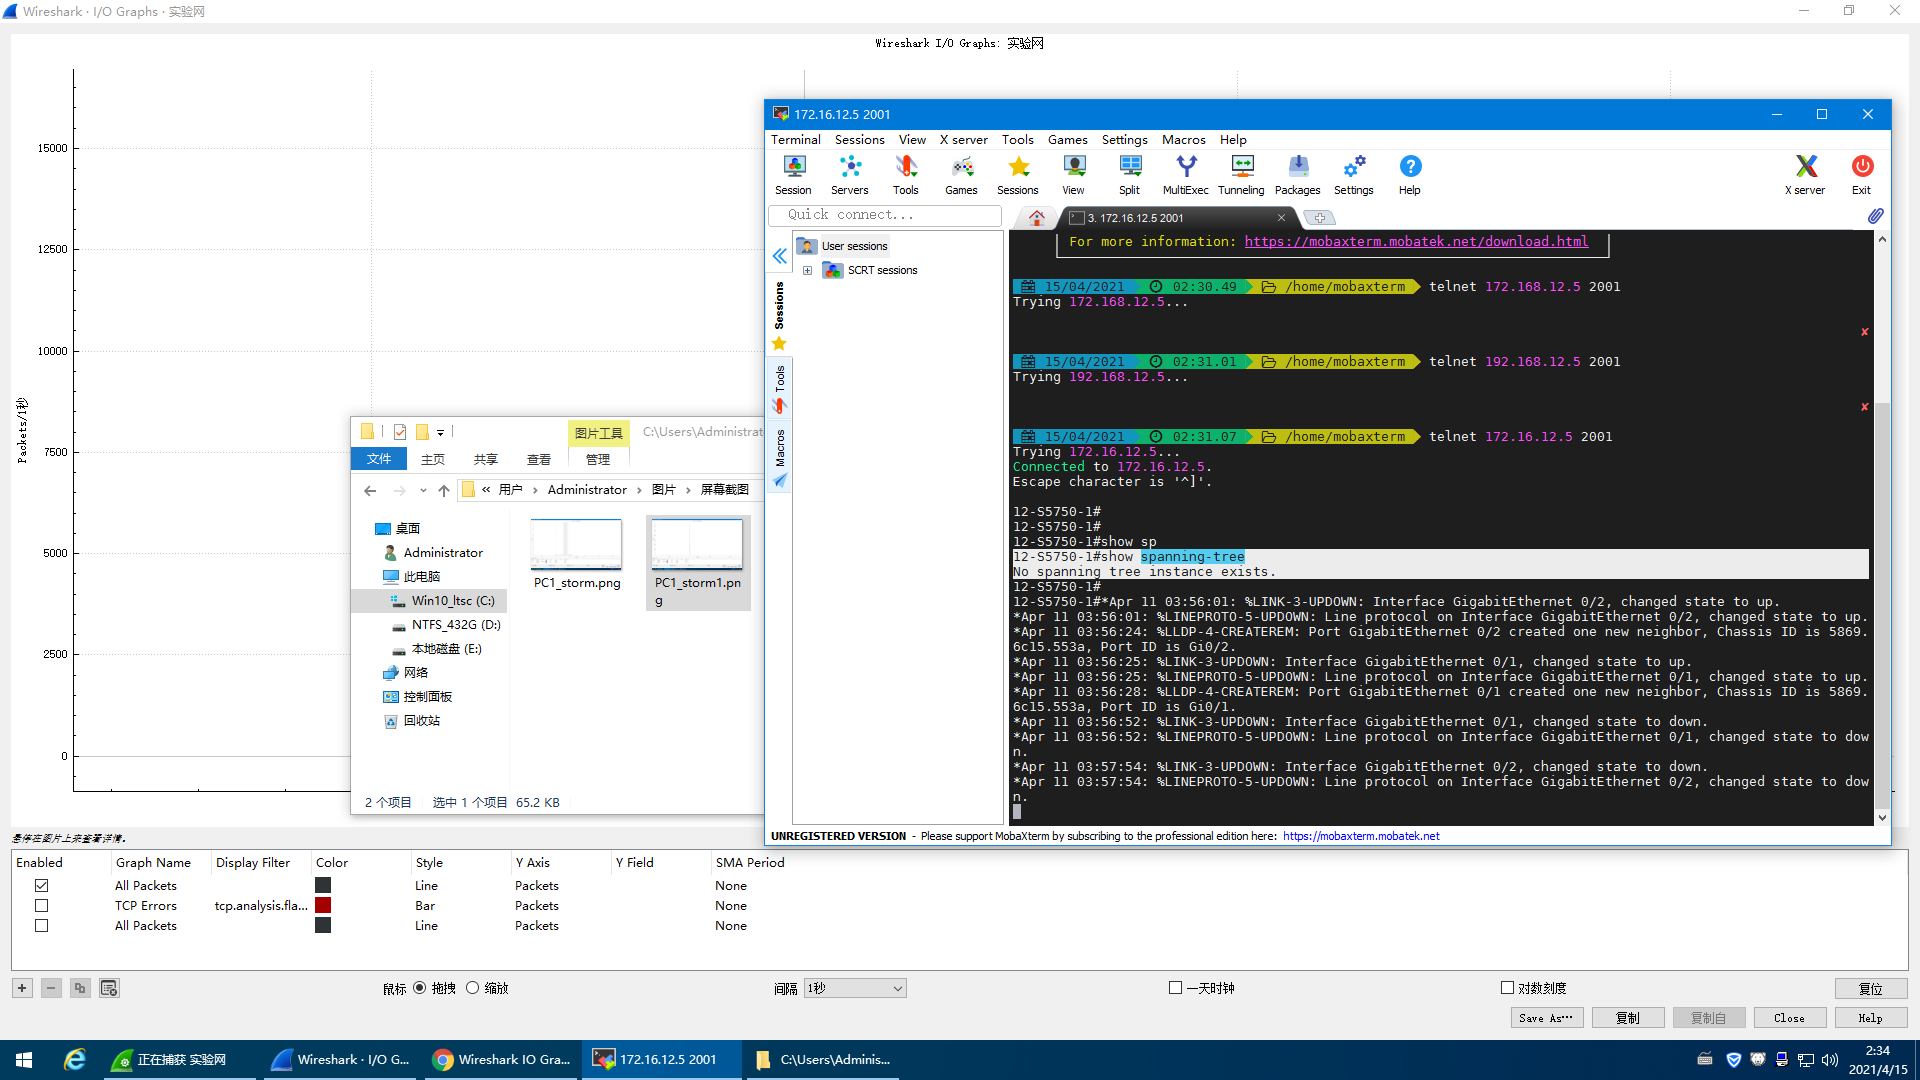 Wireshark · I/O Graphs · 实验网
Wireshark I/O Graphs: 实验网
Packets/1秒
15000
12500
10000
7500
5000
2500
0
图片工具
C:\Users\Administrat
文件
主页
共享
查看
管理
« 用户 › Administrator › 图片 › 屏幕截图
桌面
Administrator
此电脑
Win10_ltsc (C:)
NTFS_432G (D:)
本地磁盘 (E:)
网络
控制面板
回收站
PC1_storm.png
PC1_storm1.pn
g
2 个项目
选中 1 个项目 65.2 KB
172.16.12.5 2001
Terminal Sessions View X server Tools Games Settings Macros Help
Session Servers Tools Games Sessions View Split MultiExec Tunneling Packages Settings Help
X server Exit
Quick connect...
3. 172.16.12.5 2001
User sessions
SCRT sessions
Sessions
Tools
Macros
For more information: https://mobaxterm.mobatek.net/download.html
15/04/2021 02:30.49 /home/mobaxterm telnet 172.168.12.5 2001
Trying 172.168.12.5...
15/04/2021 02:31.01 /home/mobaxterm telnet 192.168.12.5 2001
Trying 192.168.12.5...
15/04/2021 02:31.07 /home/mobaxterm telnet 172.16.12.5 2001
Trying 172.16.12.5...
Connected to 172.16.12.5.
Escape character is '^]'.
12-S5750-1#
12-S5750-1#
12-S5750-1#show sp
12-S5750-1#show spanning-tree
No spanning tree instance exists.
12-S5750-1#
12-S5750-1#*Apr 11 03:56:01: %LINK-3-UPDOWN: Interface GigabitEthernet 0/2, changed state to up.
*Apr 11 03:56:01: %LINEPROTO-5-UPDOWN: Line protocol on Interface GigabitEthernet 0/2, changed state to up.
*Apr 11 03:56:24: %LLDP-4-CREATEREM: Port GigabitEthernet 0/2 created one new neighbor, Chassis ID is 5869.
6c15.553a, Port ID is Gi0/2.
*Apr 11 03:56:25: %LINK-3-UPDOWN: Interface GigabitEthernet 0/1, changed state to up.
*Apr 11 03:56:25: %LINEPROTO-5-UPDOWN: Line protocol on Interface GigabitEthernet 0/1, changed state to up.
*Apr 11 03:56:28: %LLDP-4-CREATEREM: Port GigabitEthernet 0/1 created one new neighbor, Chassis ID is 5869.
6c15.553a, Port ID is Gi0/1.
*Apr 11 03:56:52: %LINK-3-UPDOWN: Interface GigabitEthernet 0/1, changed state to down.
*Apr 11 03:56:52: %LINEPROTO-5-UPDOWN: Line protocol on Interface GigabitEthernet 0/1, changed state to dow
n.
*Apr 11 03:57:54: %LINK-3-UPDOWN: Interface GigabitEthernet 0/2, changed state to down.
*Apr 11 03:57:54: %LINEPROTO-5-UPDOWN: Line protocol on Interface GigabitEthernet 0/2, changed state to dow
n.
UNREGISTERED VERSION - Please support MobaXterm by subscribing to the professional edition here: https://mobaxterm.mobatek.net
悬停在图片上来查看详情。
Enabled Graph Name Display Filter Color Style Y Axis Y Field SMA Period
All Packets Line Packets None
TCP Errors tcp.analysis.fla... Bar Packets None
All Packets Line Packets None
鼠标 拖拽 缩放
间隔 1秒
一天时钟
对数刻度
复位
Save As…
复制
复制自
Close
Help
正在捕获 实验网
Wireshark · I/O G...
Wireshark IO Gra...
172.16.12.5 2001
C:\Users\Adminis...
2:34
2021/4/15